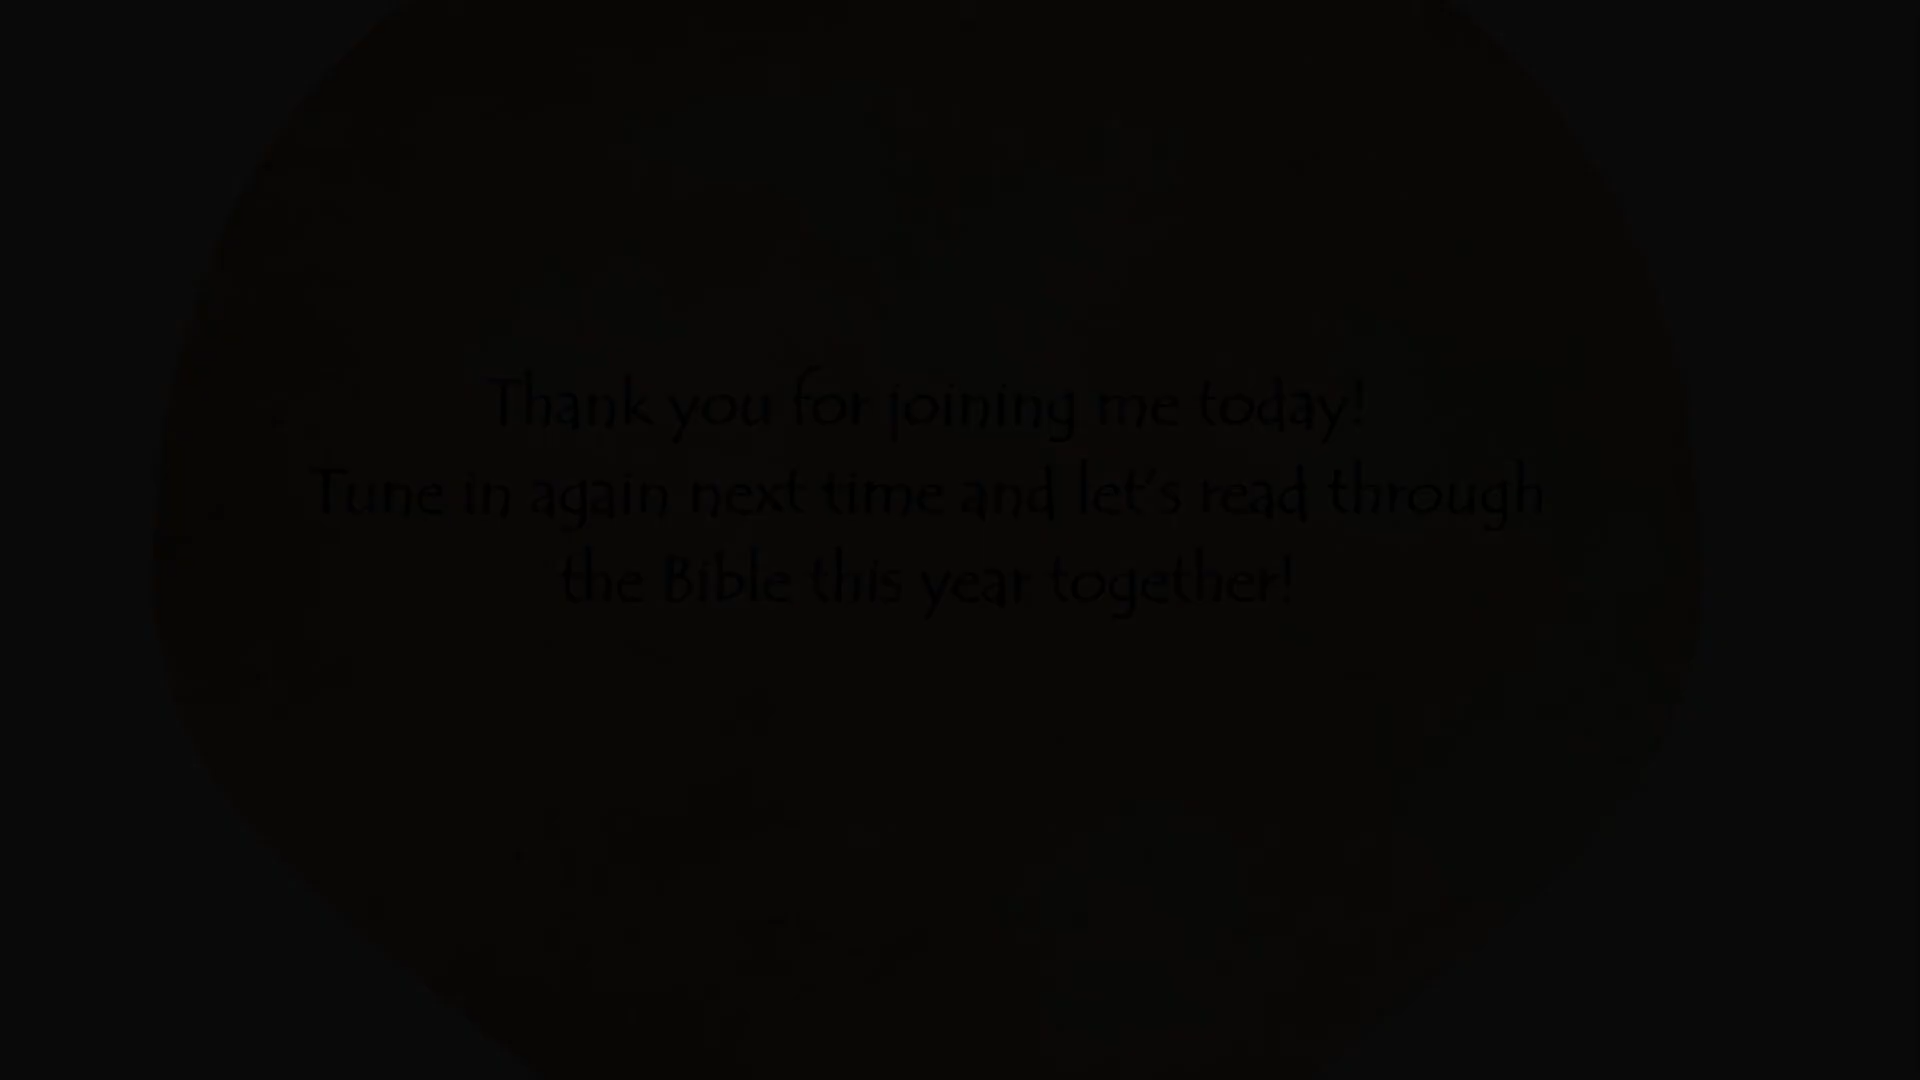 Thank you for joining me today!
Tune in again next time and let's read through
the Bible this year together!